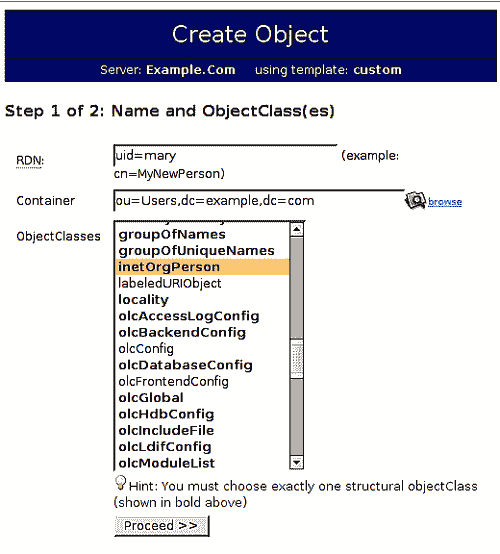 Create Object
Server: Example.Com using template: custom
Step 1 of 2: Name and ObjectClass(es)
RDN: uid=mary (example:
cn=MyNewPerson)
Container ou=Users,dc=example,dc=com browse
ObjectClasses
groupOfNames
groupOfUniqueNames
inetOrgPerson
labeledURIObject
locality
olcAccessLogConfig
olcBackendConfig
olcConfig
olcDatabaseConfig
olcFrontendConfig
olcGlobal
olcHdbConfig
olcIncludeFile
olcLdifConfig
olcModuleList
Hint: You must choose exactly one structural objectClass
(shown in bold above)
Proceed >>